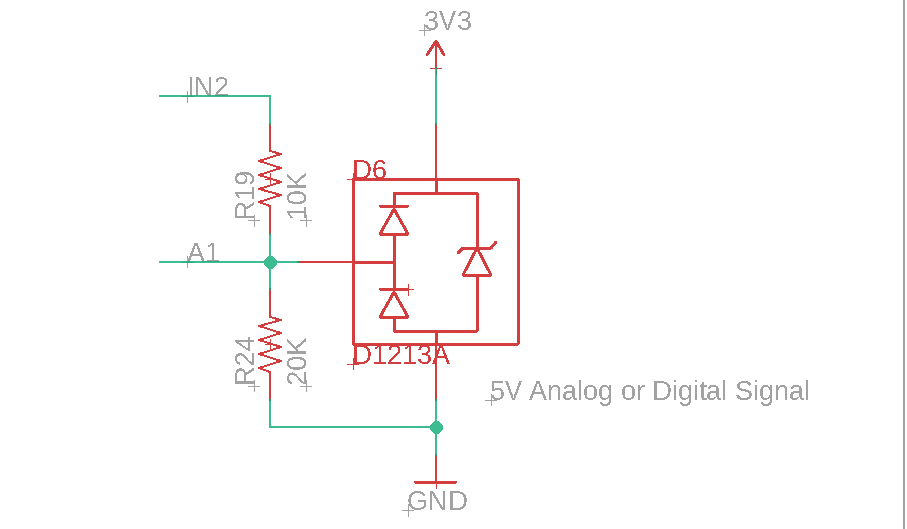 3V3
IN2
D6
R19
10K
A1
R24
20K
D1213A
5V Analog or Digital Signal
GND